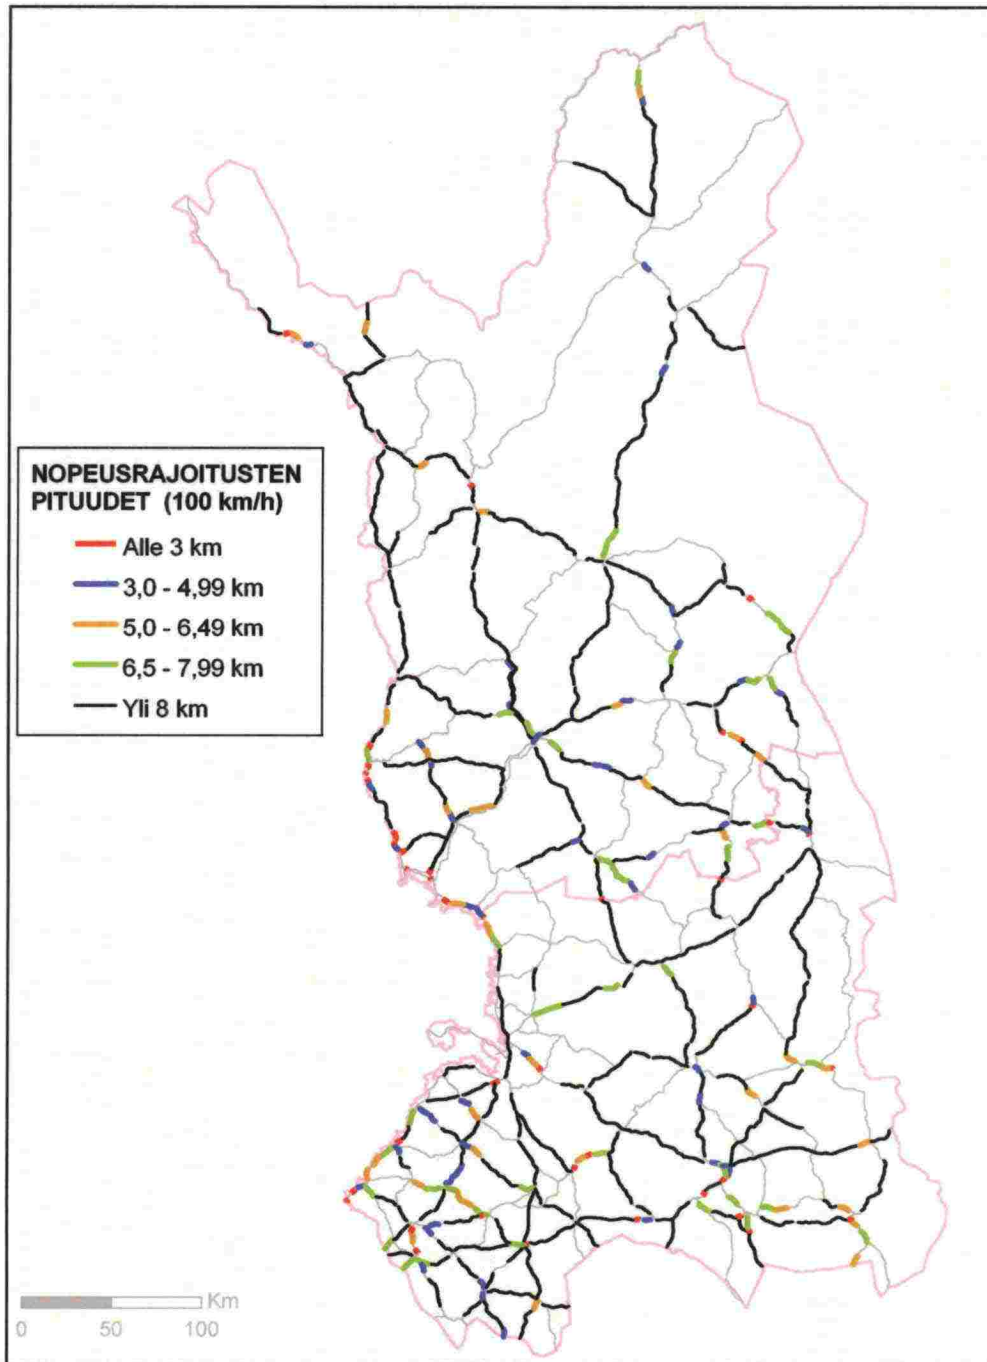 NOPEUSRAJOITUSTEN
PITUUDET (100 km/h)
Alle 3 km
3,0 - 4,99 km
5,0 - 6,49 km
6,5 - 7,99 km
Yli 8 km
Km
0 50 100